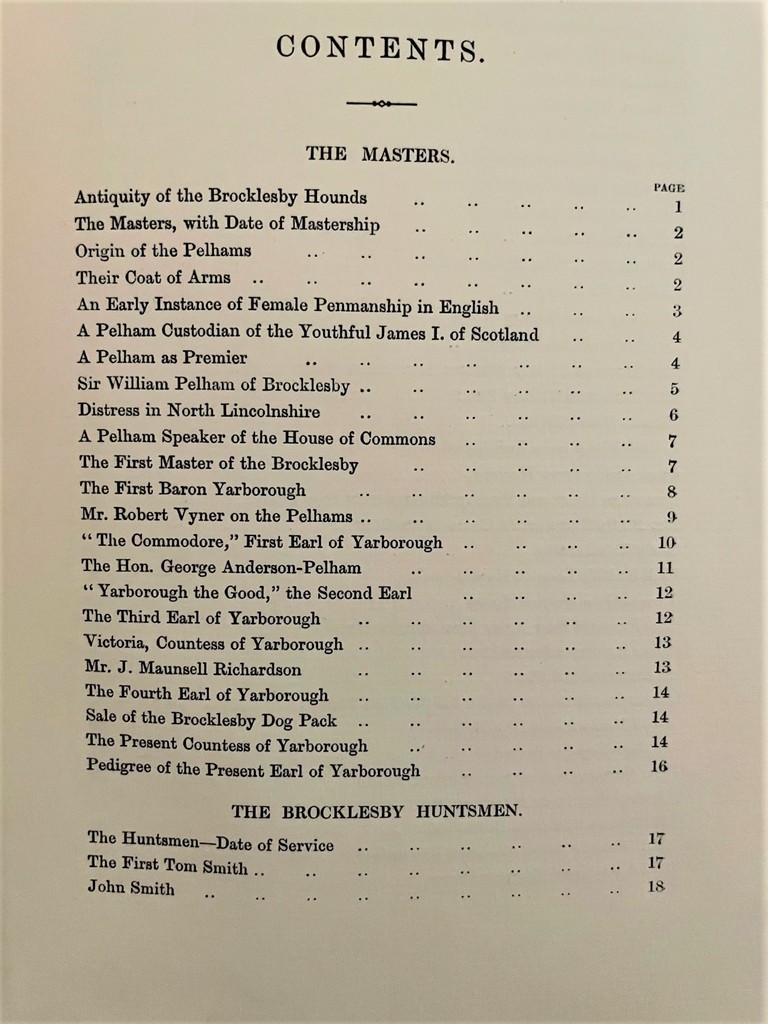 CONTENTS.
THE MASTERS.
PAGE
Antiquity of the Brocklesby Hounds .. .. .. .. .. 1
The Masters, with Date of Mastership .. .. .. .. .. 2
Origin of the Pelhams .. .. .. .. .. .. .. 2
Their Coat of Arms .. .. .. .. .. .. .. .. 2
An Early Instance of Female Penmanship in English .. .. .. 3
A Pelham Custodian of the Youthful James I. of Scotland .. .. 4
A Pelham as Premier .. .. .. .. .. .. .. 4
Sir William Pelham of Brocklesby .. .. .. .. .. .. 5
Distress in North Lincolnshire .. .. .. .. .. .. 6
A Pelham Speaker of the House of Commons .. .. .. .. 7
The First Master of the Brocklesby .. .. .. .. .. 7
The First Baron Yarborough .. .. .. .. .. .. 8
Mr. Robert Vyner on the Pelhams .. .. .. .. .. .. 9
“The Commodore,” First Earl of Yarborough .. .. .. .. 10
The Hon. George Anderson-Pelham .. .. .. .. .. 11
“Yarborough the Good,” the Second Earl .. .. .. .. 12
The Third Earl of Yarborough .. .. .. .. .. .. 12
Victoria, Countess of Yarborough .. .. .. .. .. .. 13
Mr. J. Maunsell Richardson .. .. .. .. .. .. 13
The Fourth Earl of Yarborough .. .. .. .. .. .. 14
Sale of the Brocklesby Dog Pack .. .. .. .. .. .. 14
The Present Countess of Yarborough .. .. .. .. .. 14
Pedigree of the Present Earl of Yarborough .. .. .. .. 16
THE BROCKLESBY HUNTSMEN.
The Huntsmen—Date of Service .. .. .. .. .. .. 17
The First Tom Smith .. .. .. .. .. .. .. .. 17
John Smith .. .. .. .. .. .. .. .. .. 18